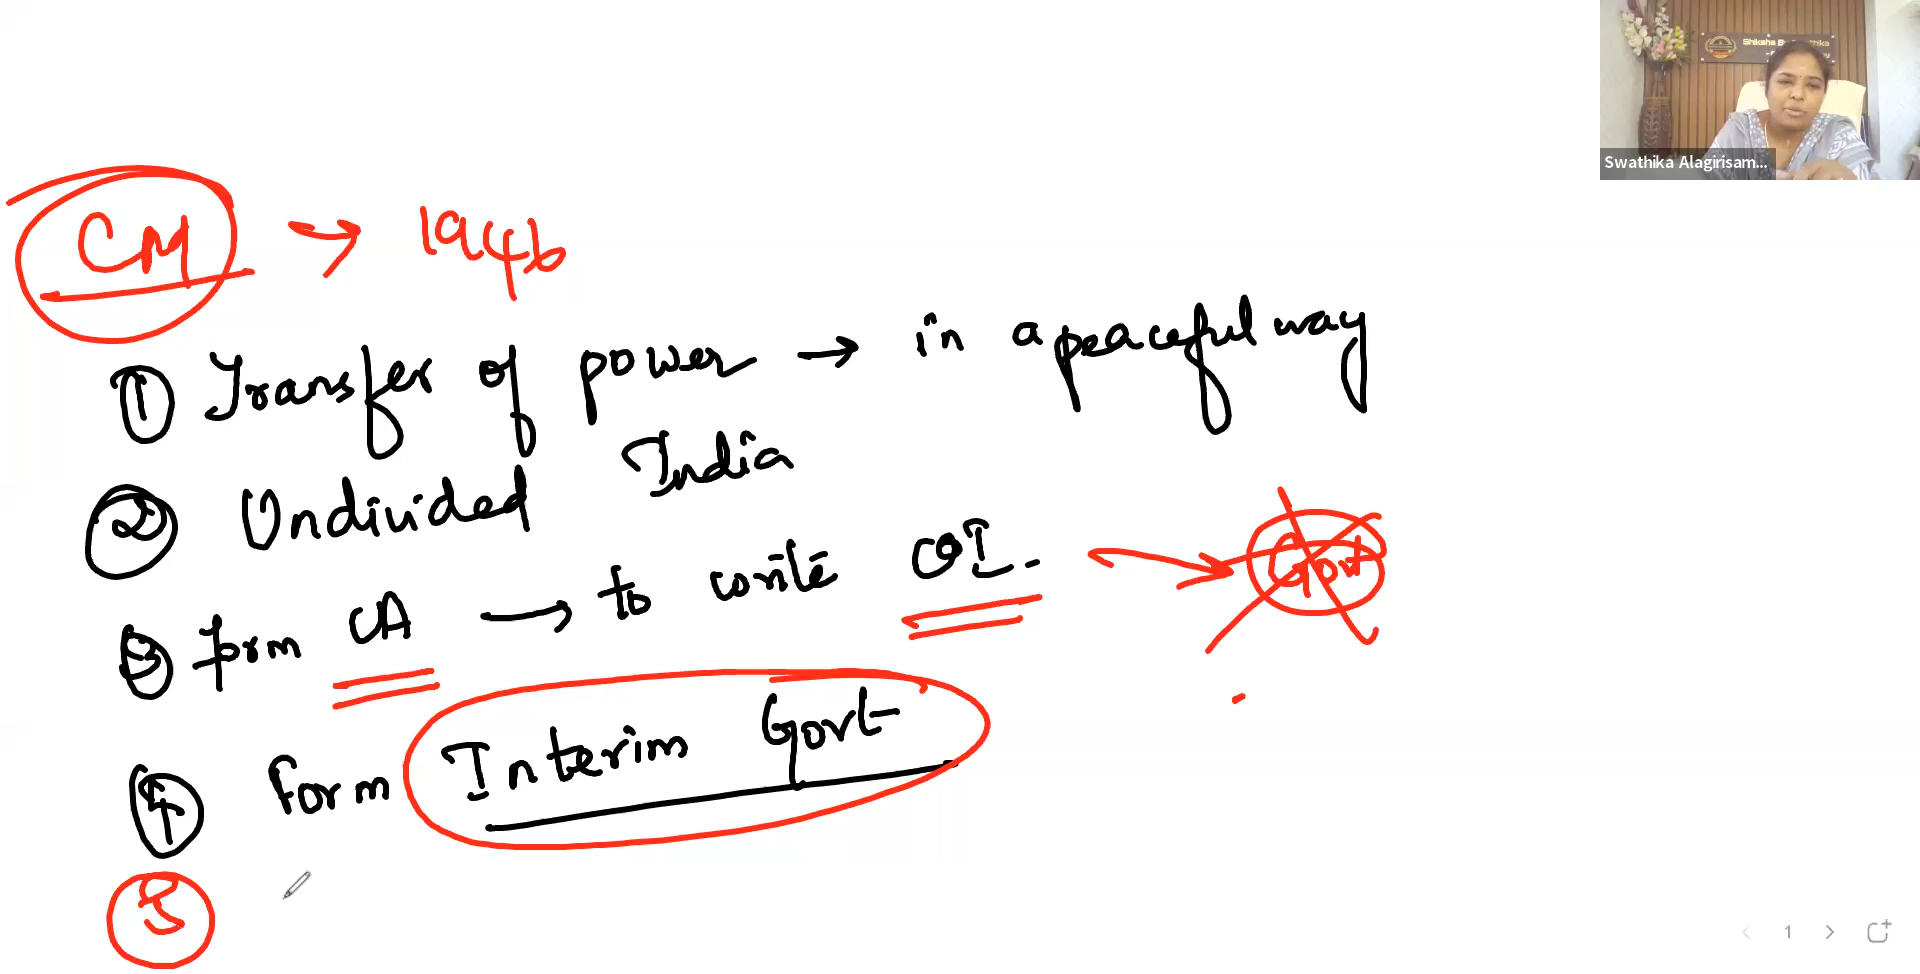 Swathika Alagirisam...
CM → 1946
① Transfer of power → in a peaceful way
② Undivided India
③ form CA → to write COI.
Govt
④ form Interim Govt
⑤
1